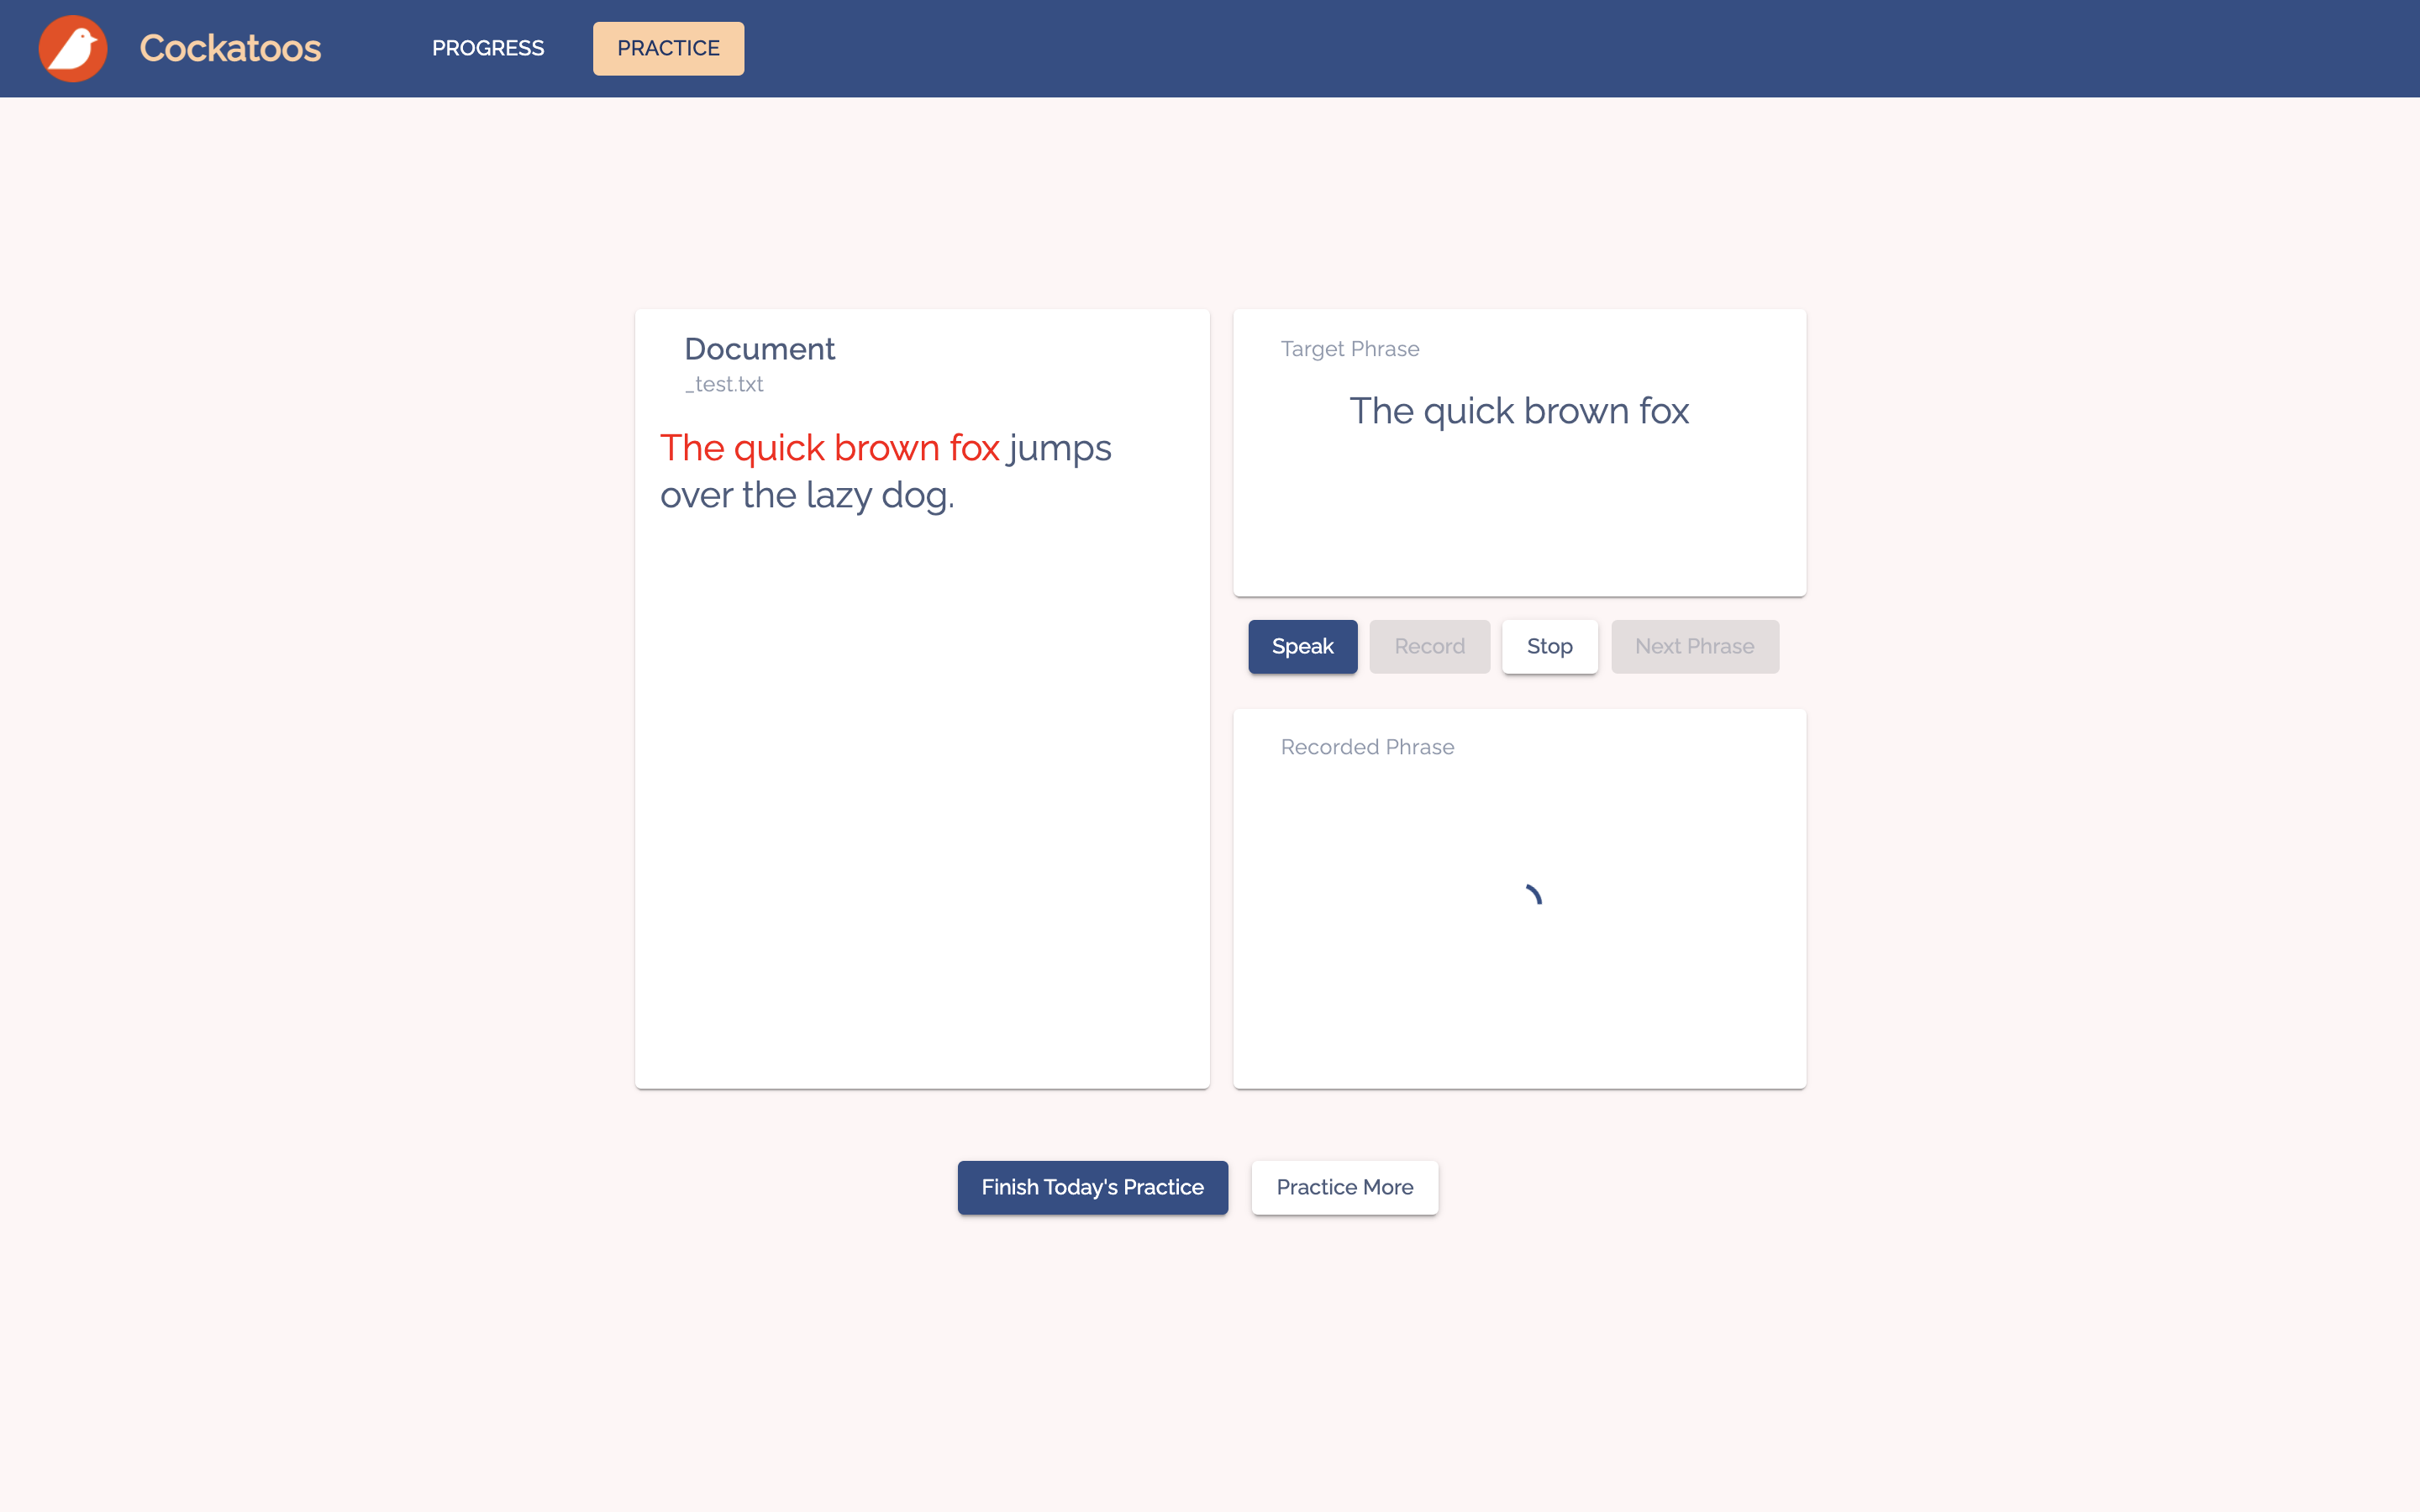 Cockatoos
PROGRESS
PRACTICE
Document
_test.txt
The quick brown fox jumps
over the lazy dog.
Target Phrase
The quick brown fox
Speak
Record
Stop
Next Phrase
Recorded Phrase
Finish Today's Practice
Practice More